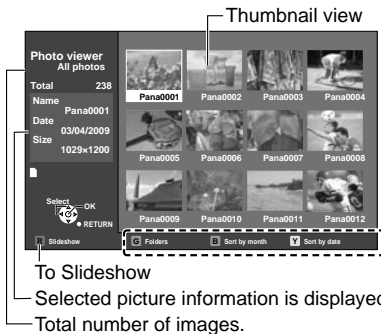 Thumbnail view
Photo viewer
All photos
Total 238
Name
Pana0001
Date
03/04/2009
Size
1029×1200
Select
OK
RETURN
R Slideshow
Pana0001 Pana0002 Pana0003 Pana0004
Pana0005 Pana0006 Pana0007 Pana0008
Pana0009 Pana0010 Pana0011 Pana0012
G Folders B Sort by month Y Sort by date
To Slideshow
Selected picture information is displayed
Total number of images.